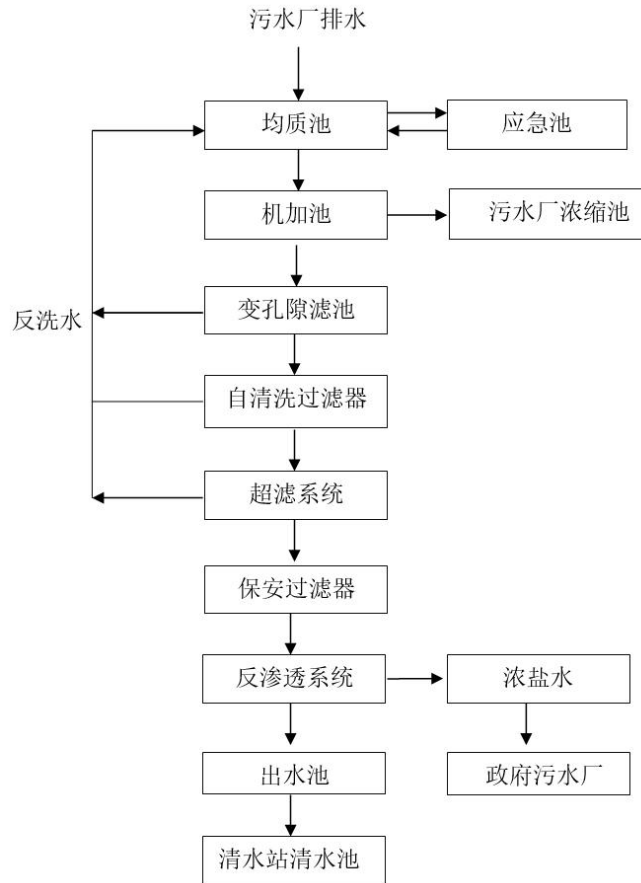 污水厂排水
均质池
应急池
机加池
污水厂浓缩池
变孔隙滤池
反洗水
自清洗过滤器
超滤系统
保安过滤器
反渗透系统
浓盐水
出水池
政府污水厂
清水站清水池